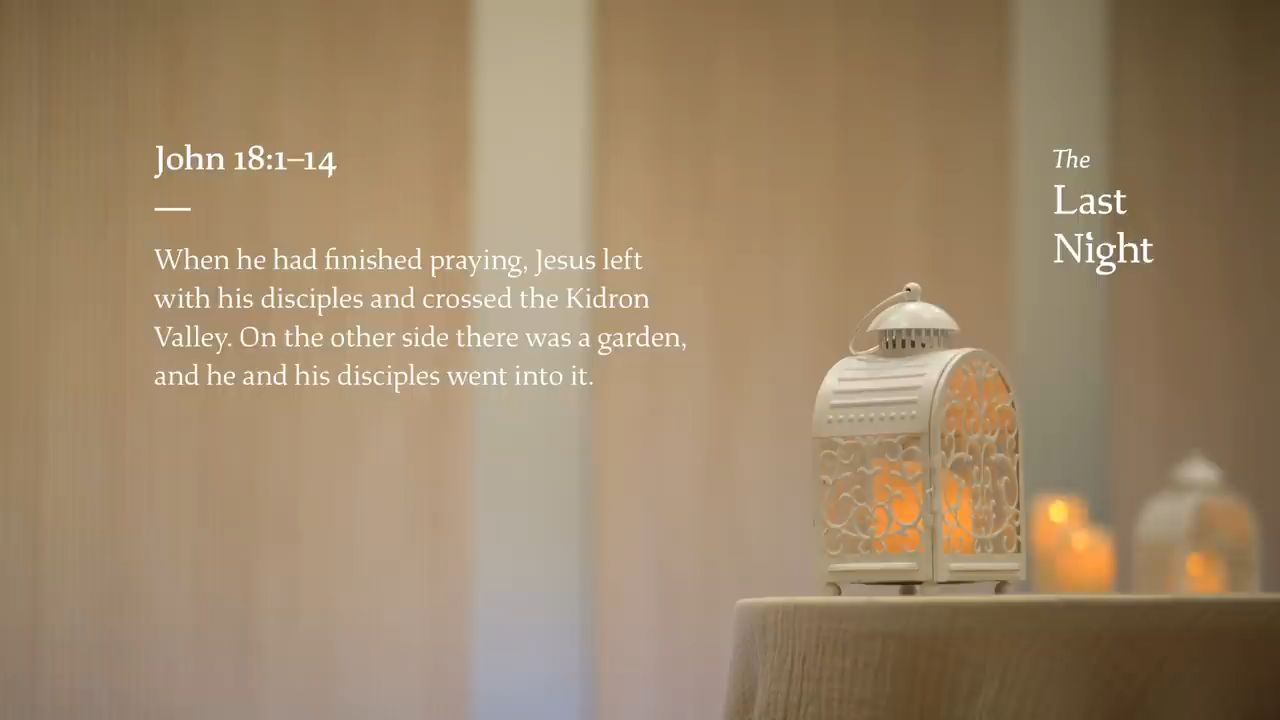 John 18:1–14
When he had finished praying, Jesus left
with his disciples and crossed the Kidron
Valley. On the other side there was a garden,
and he and his disciples went into it.
The
Last
Night